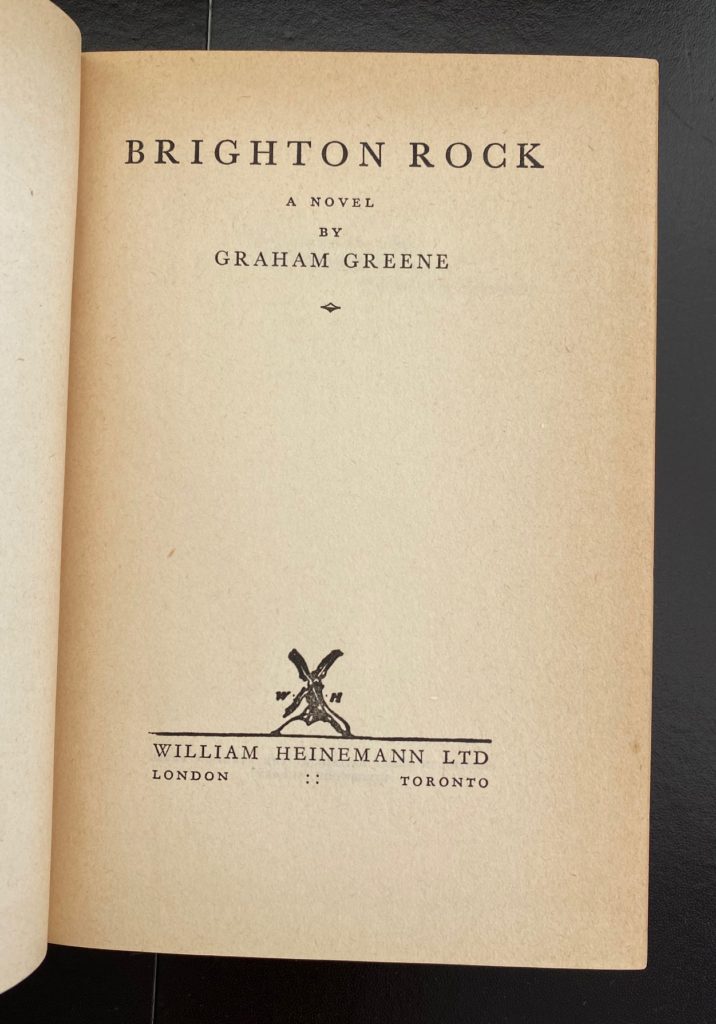 BRIGHTON ROCK
A NOVEL
BY
GRAHAM GREENE
W H
WILLIAM HEINEMANN LTD
LONDON :: TORONTO